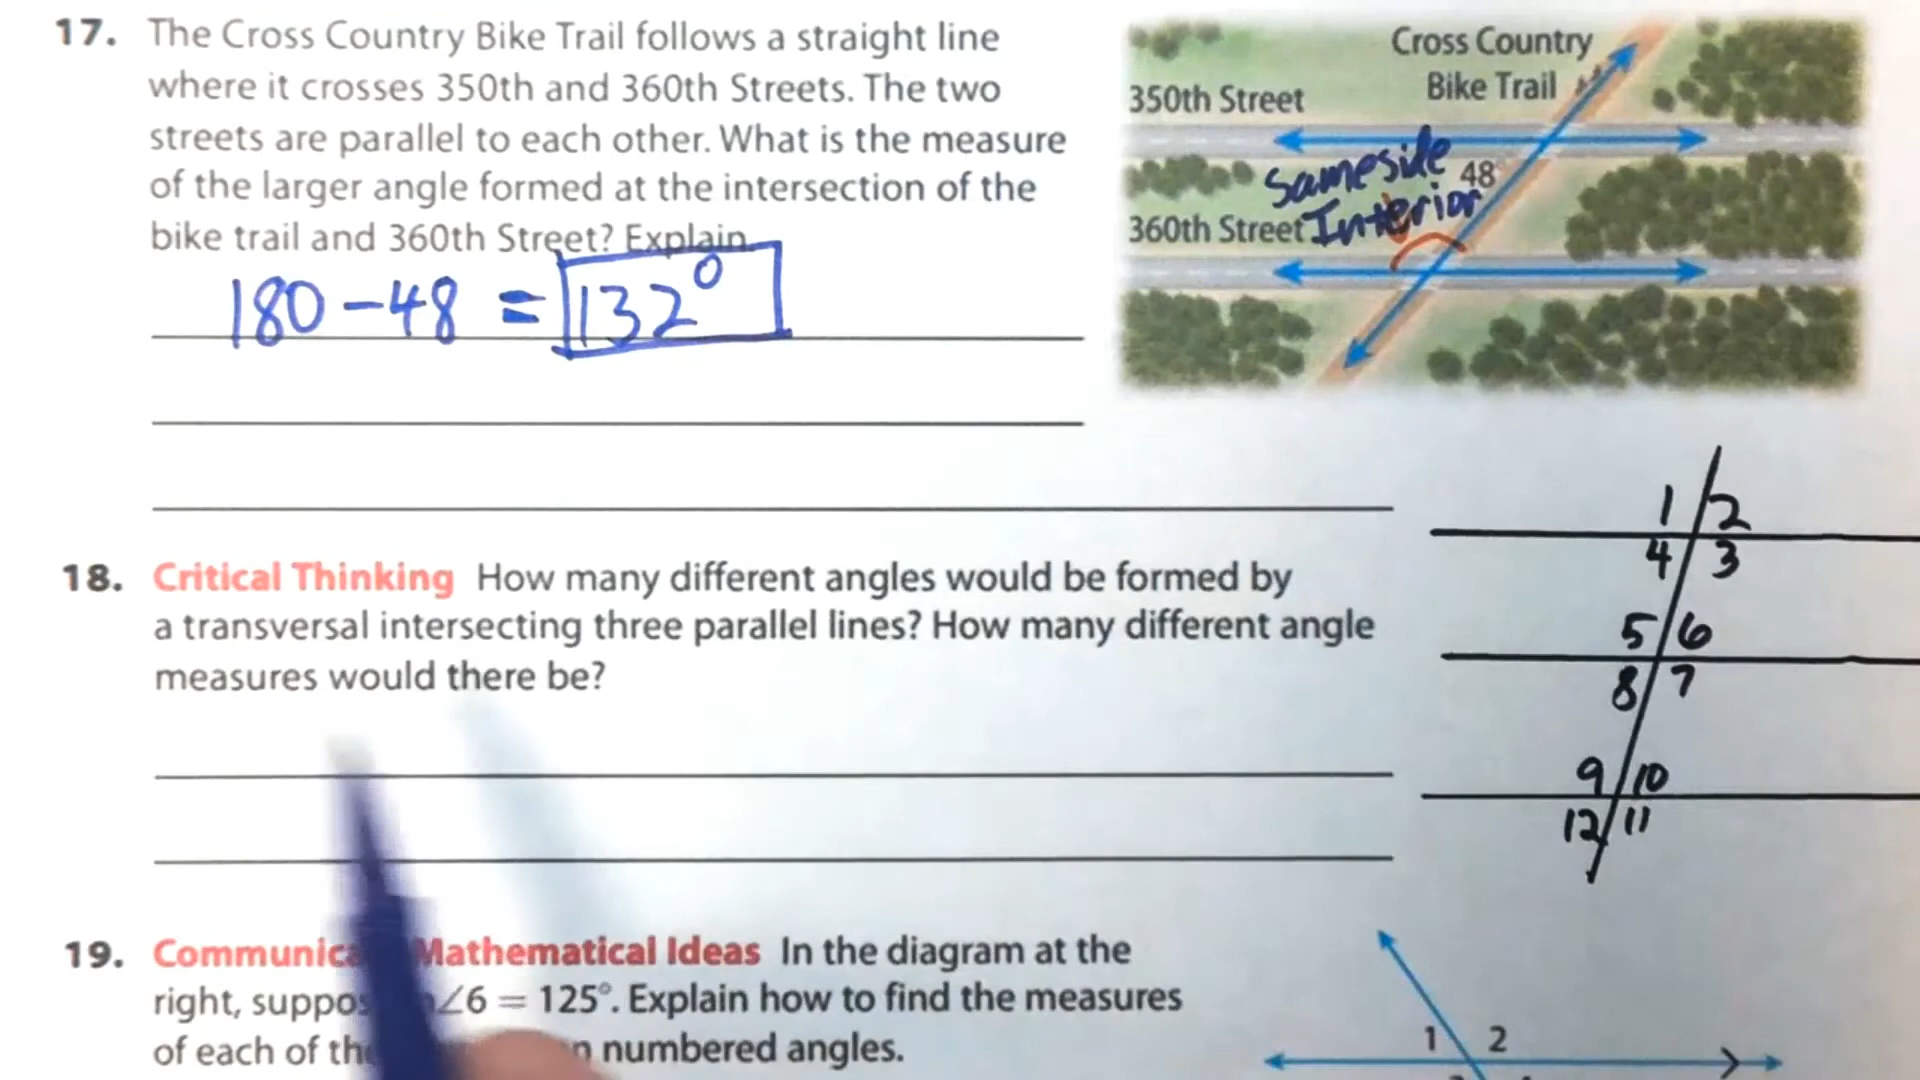 17. The Cross Country Bike Trail follows a straight line
where it crosses 350th and 360th Streets. The two
streets are parallel to each other. What is the measure
of the larger angle formed at the intersection of the
bike trail and 360th Street? Explain.
180 - 48 = 132°
Cross Country
Bike Trail
350th Street
Sameside
48
Interior
360th Street
18. Critical Thinking How many different angles would be formed by
a transversal intersecting three parallel lines? How many different angle
measures would there be?
1 2
4 3
5 6
8 7
9 10
12 11
19. Mathematical Ideas In the diagram at the
right, ∠6 = 125°. Explain how to find the measures
of each of numbered angles.
1 2